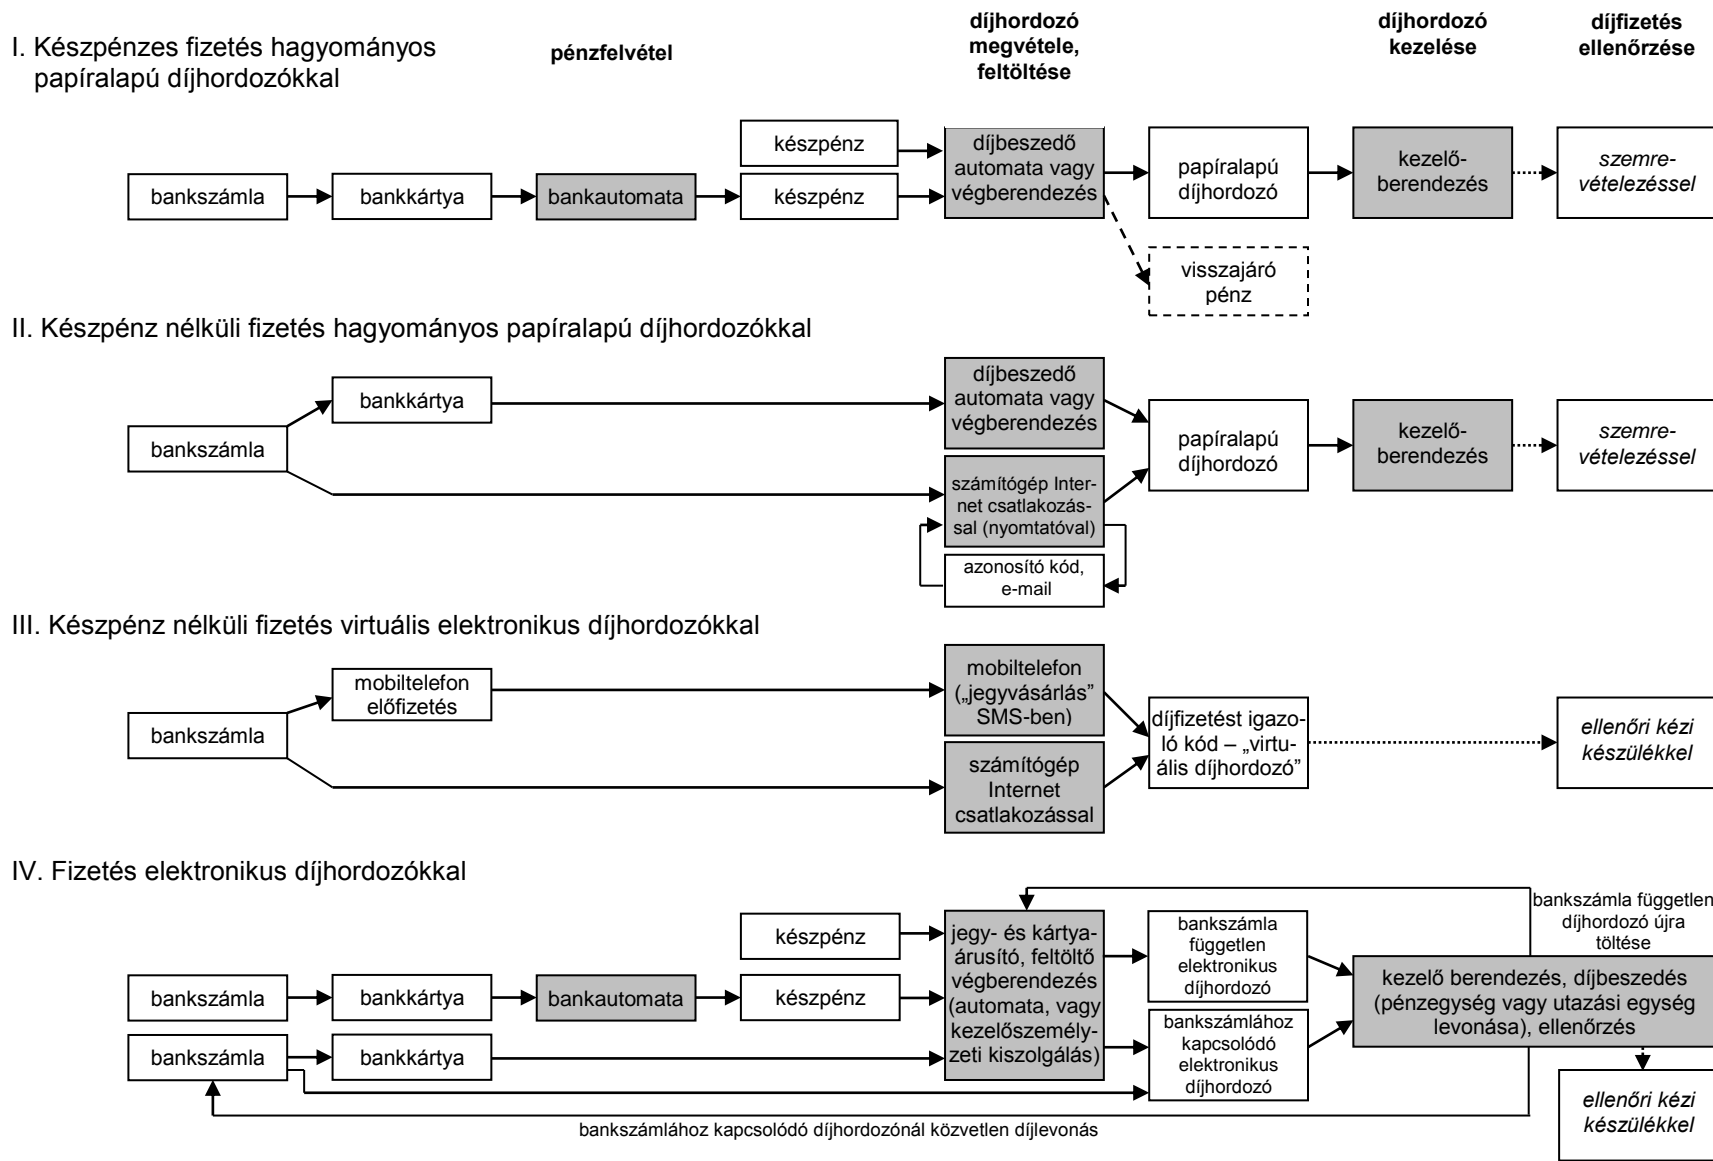 I. Készpénzes fizetés hagyományos
papíralapú díjhordozókkal
pénzfelvétel
díjhordozó
megvétele,
feltöltése
díjhordozó
kezelése
díjfizetés
ellenőrzése
készpénz
bankszámla
bankkártya
bankautomata
készpénz
díjbeszedő
automata vagy
végberendezés
papíralapú
díjhordozó
kezelő-
berendezés
szemre-
vételezéssel
visszajáró
pénz
II. Készpénz nélküli fizetés hagyományos papíralapú díjhordozókkal
bankszámla
bankkártya
díjbeszedő
automata vagy
végberendezés
számítógép Inter-
net csatlakozás-
sal (nyomtatóval)
azonosító kód,
e-mail
papíralapú
díjhordozó
kezelő-
berendezés
szemre-
vételezéssel
III. Készpénz nélküli fizetés virtuális elektronikus díjhordozókkal
bankszámla
mobiltelefon
előfizetés
mobiltelefon
(„jegyvásárlás”
SMS-ben)
számítógép
Internet
csatlakozással
díjfizetést igazo-
ló kód – „virtu-
ális díjhordozó”
ellenőri kézi
készülékkel
IV. Fizetés elektronikus díjhordozókkal
készpénz
bankszámla
bankkártya
bankautomata
készpénz
bankszámla
bankkártya
jegy- és kártya-
árusító, feltöltő
végberendezés
(automata, vagy
kezelőszemély-
zeti kiszolgálás)
bankszámla
független
elektronikus
díjhordozó
bankszámlához
kapcsolódó
elektronikus
díjhordozó
bankszámla független
díjhordozó újra
töltése
kezelő berendezés, díjbeszedés
(pénzegység vagy utazási egység
levonása), ellenőrzés
ellenőri kézi
készülékkel
bankszámlához kapcsolódó díjhordozónál közvetlen díjlevonás